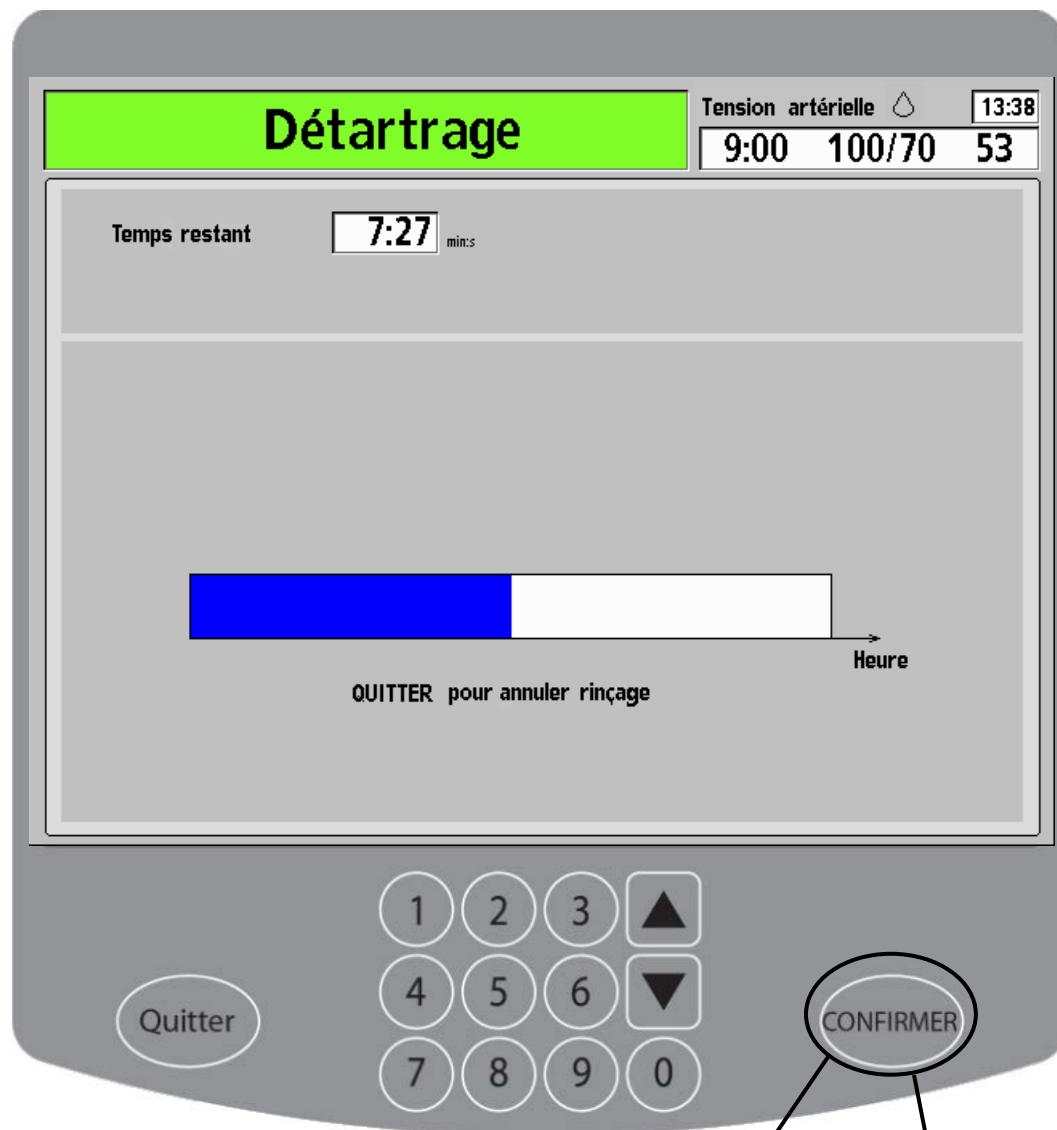 Détartrage
Tension artérielle
13:38
9:00 100/70 53
Temps restant 7:27 min:s
Heure
QUITTER pour annuler rinçage
1 2 3
4 5 6
Quitter
CONFIRMER
7 8 9 0